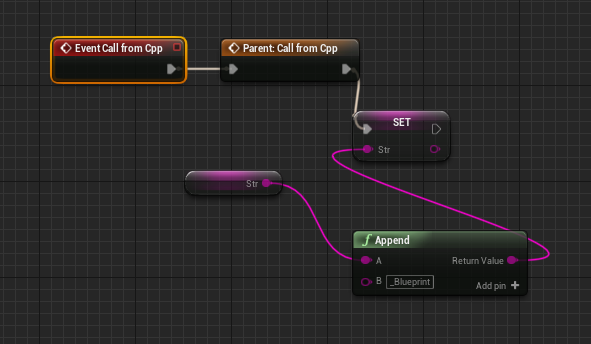 Event Call from Cpp
Parent: Call from Cpp
SET
Str
Str
f Append
A
Return Value
B
_Blueprint
Add pin +